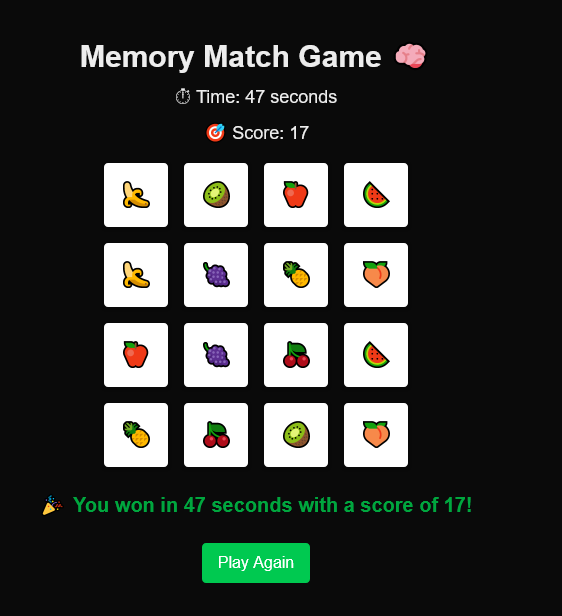 Memory Match Game 🧠
⏱ Time: 47 seconds
🎯 Score: 17
🎉 You won in 47 seconds with a score of 17!
Play Again